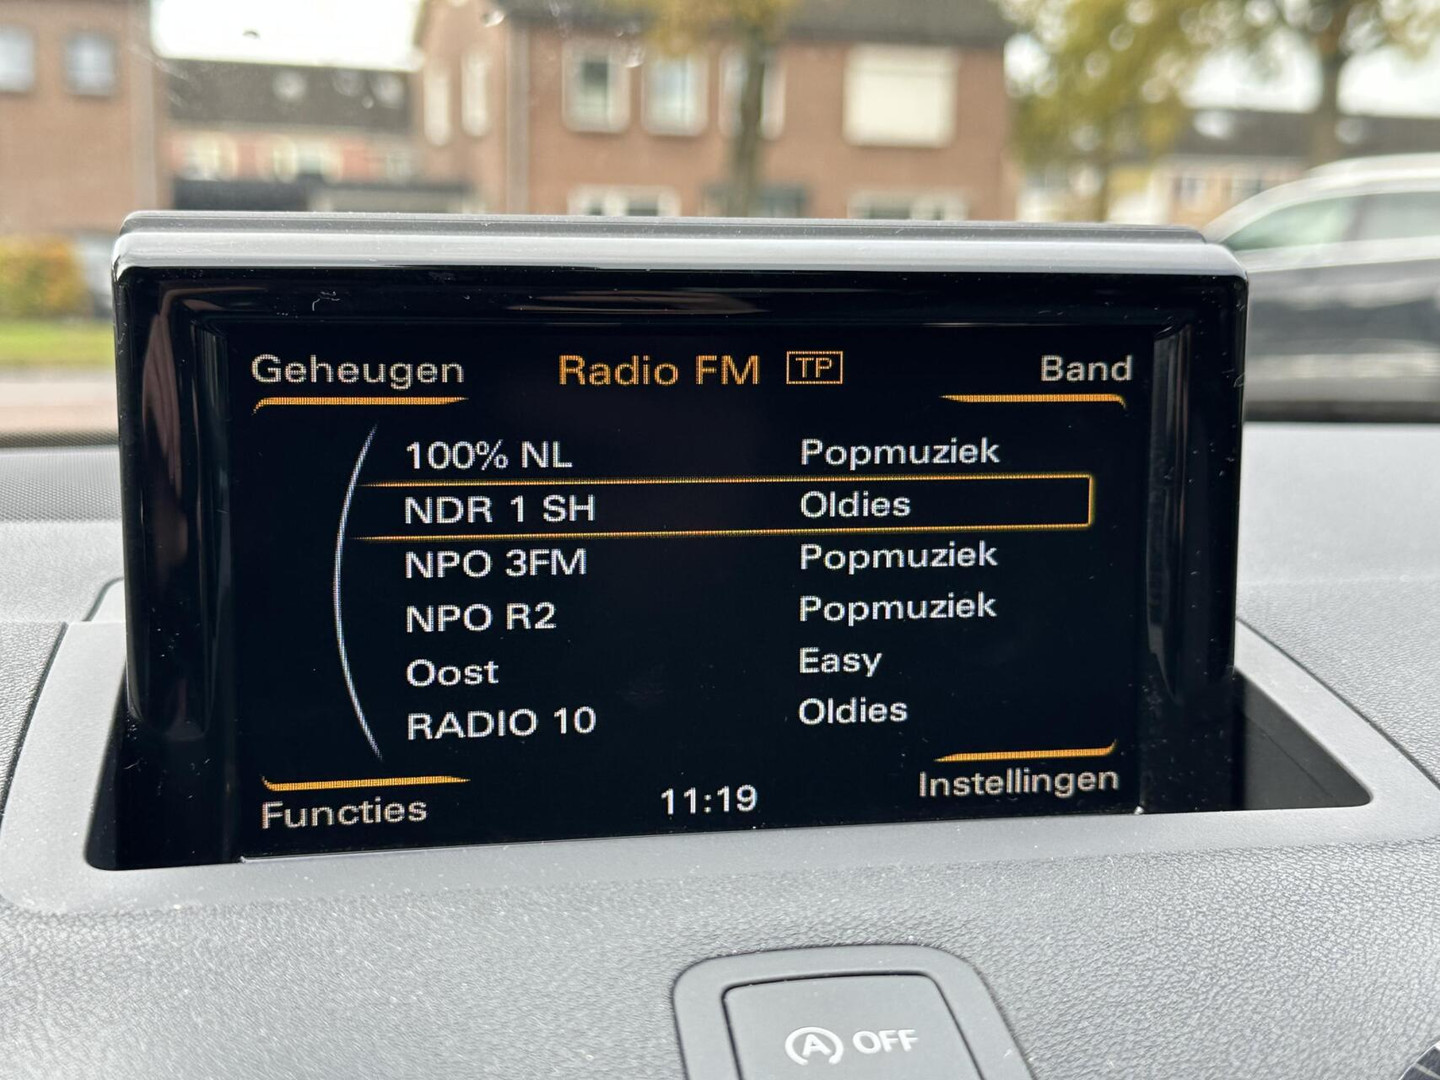 Geheugen Radio FM TP Band
100% NL Popmuziek
NDR 1 SH Oldies
NPO 3FM Popmuziek
NPO R2 Popmuziek
Oost Easy
RADIO 10 Oldies
Functies 11:19 Instellingen
A OFF